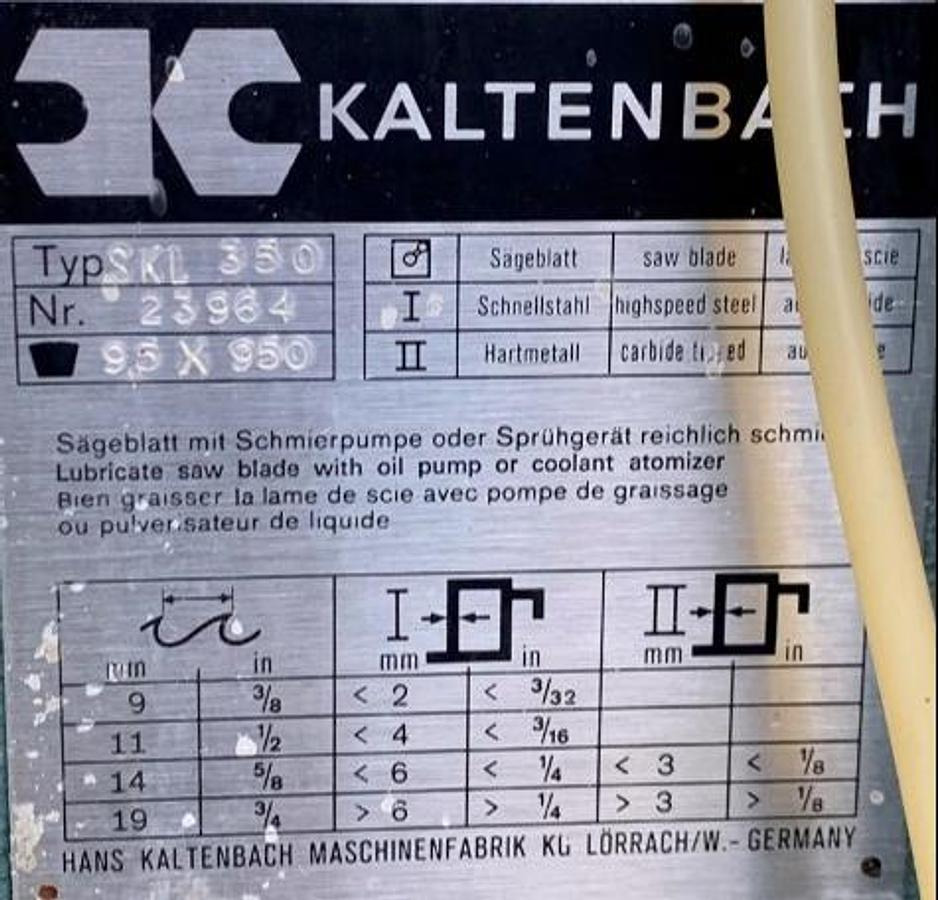 KALTENBACH
Typ SKL 350
Nr. 23964
9,5 X 950
Sägeblatt saw blade scie
I Schnellstahl highspeed steel
II Hartmetall carbide tipped
Sägeblatt mit Schmierpumpe oder Sprühgerät reichlich
Lubricate saw blade with oil pump or coolant atomizer
Bien graisser la lame de scie avec pompe de graissage
ou pulverisateur de liquide
I II
mm in mm in mm in
9 3/8 < 2 < 3/32
11 1/2 < 4 < 3/16
14 5/8 < 6 < 1/4 < 3 < 1/8
19 3/4 > 6 > 1/4 > 3 > 1/8
HANS KALTENBACH MASCHINENFABRIK KG LÖRRACH/W.- GERMANY